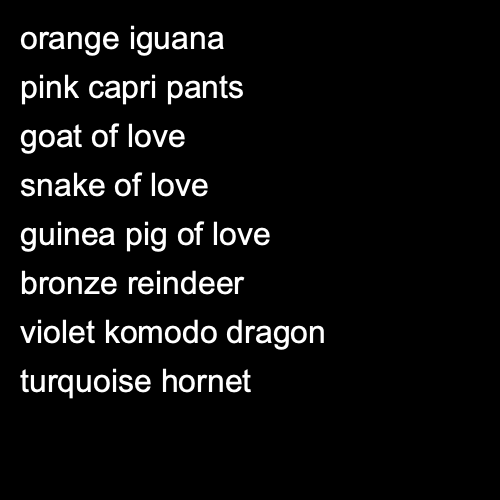 orange iguana
pink capri pants
goat of love
snake of love
guinea pig of love
bronze reindeer
violet komodo dragon
turquoise hornet